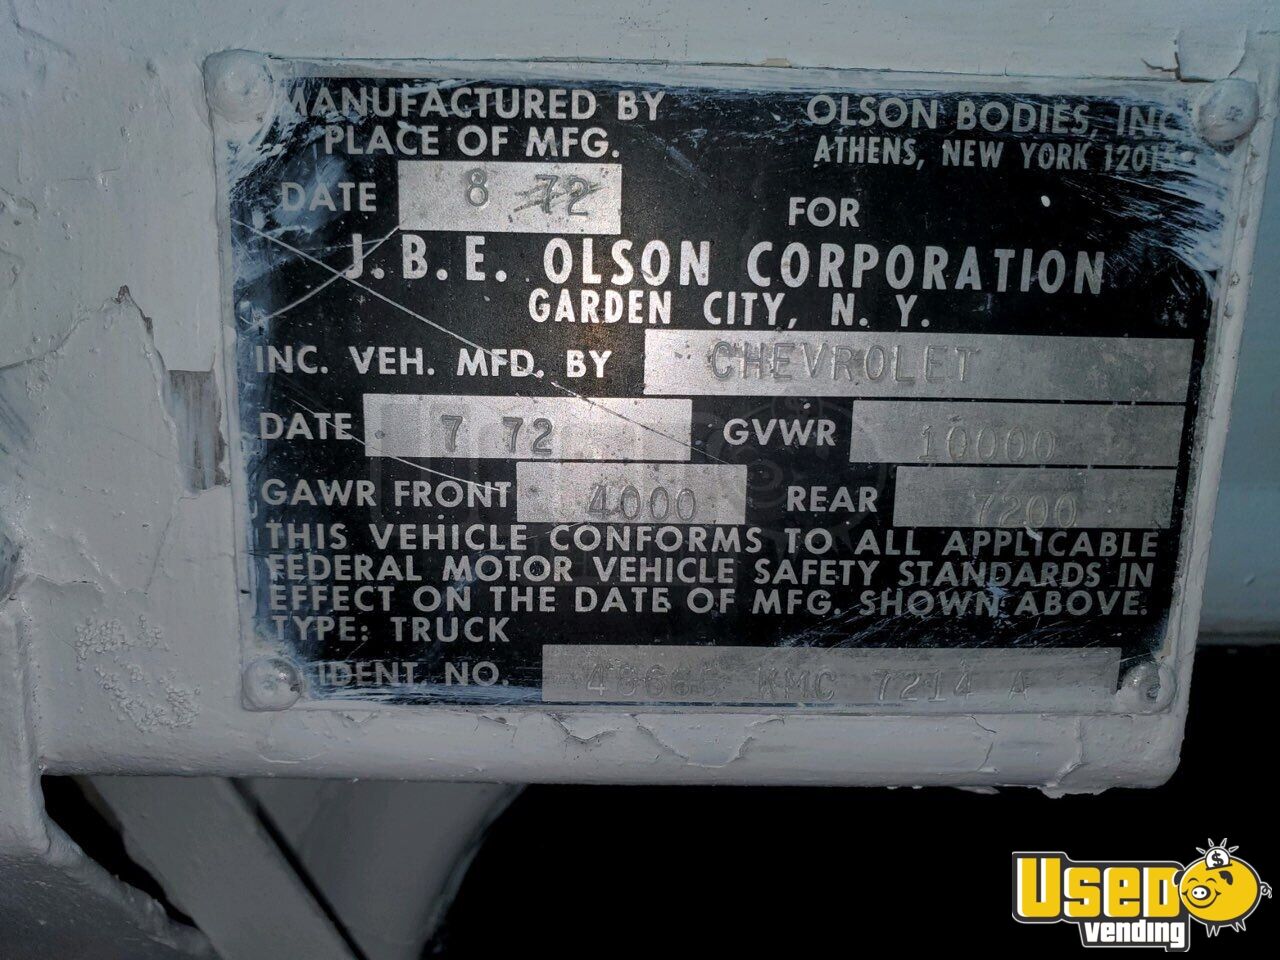 MANUFACTURED BY OLSON BODIES, INC
PLACE OF MFG. ATHENS, NEW YORK 12015
DATE 8 72 FOR
J.B.E. OLSON CORPORATION
GARDEN CITY, N. Y.
INC. VEH. MFD. BY CHEVROLET
DATE 7 72 GVWR 10000
GAWR FRONT 4000 REAR 7200
THIS VEHICLE CONFORMS TO ALL APPLICABLE
FEDERAL MOTOR VEHICLE SAFETY STANDARDS IN
EFFECT ON THE DATE OF MFG. SHOWN ABOVE.
TYPE: TRUCK
IDENT. NO. KMC 7214 A
USED
vending